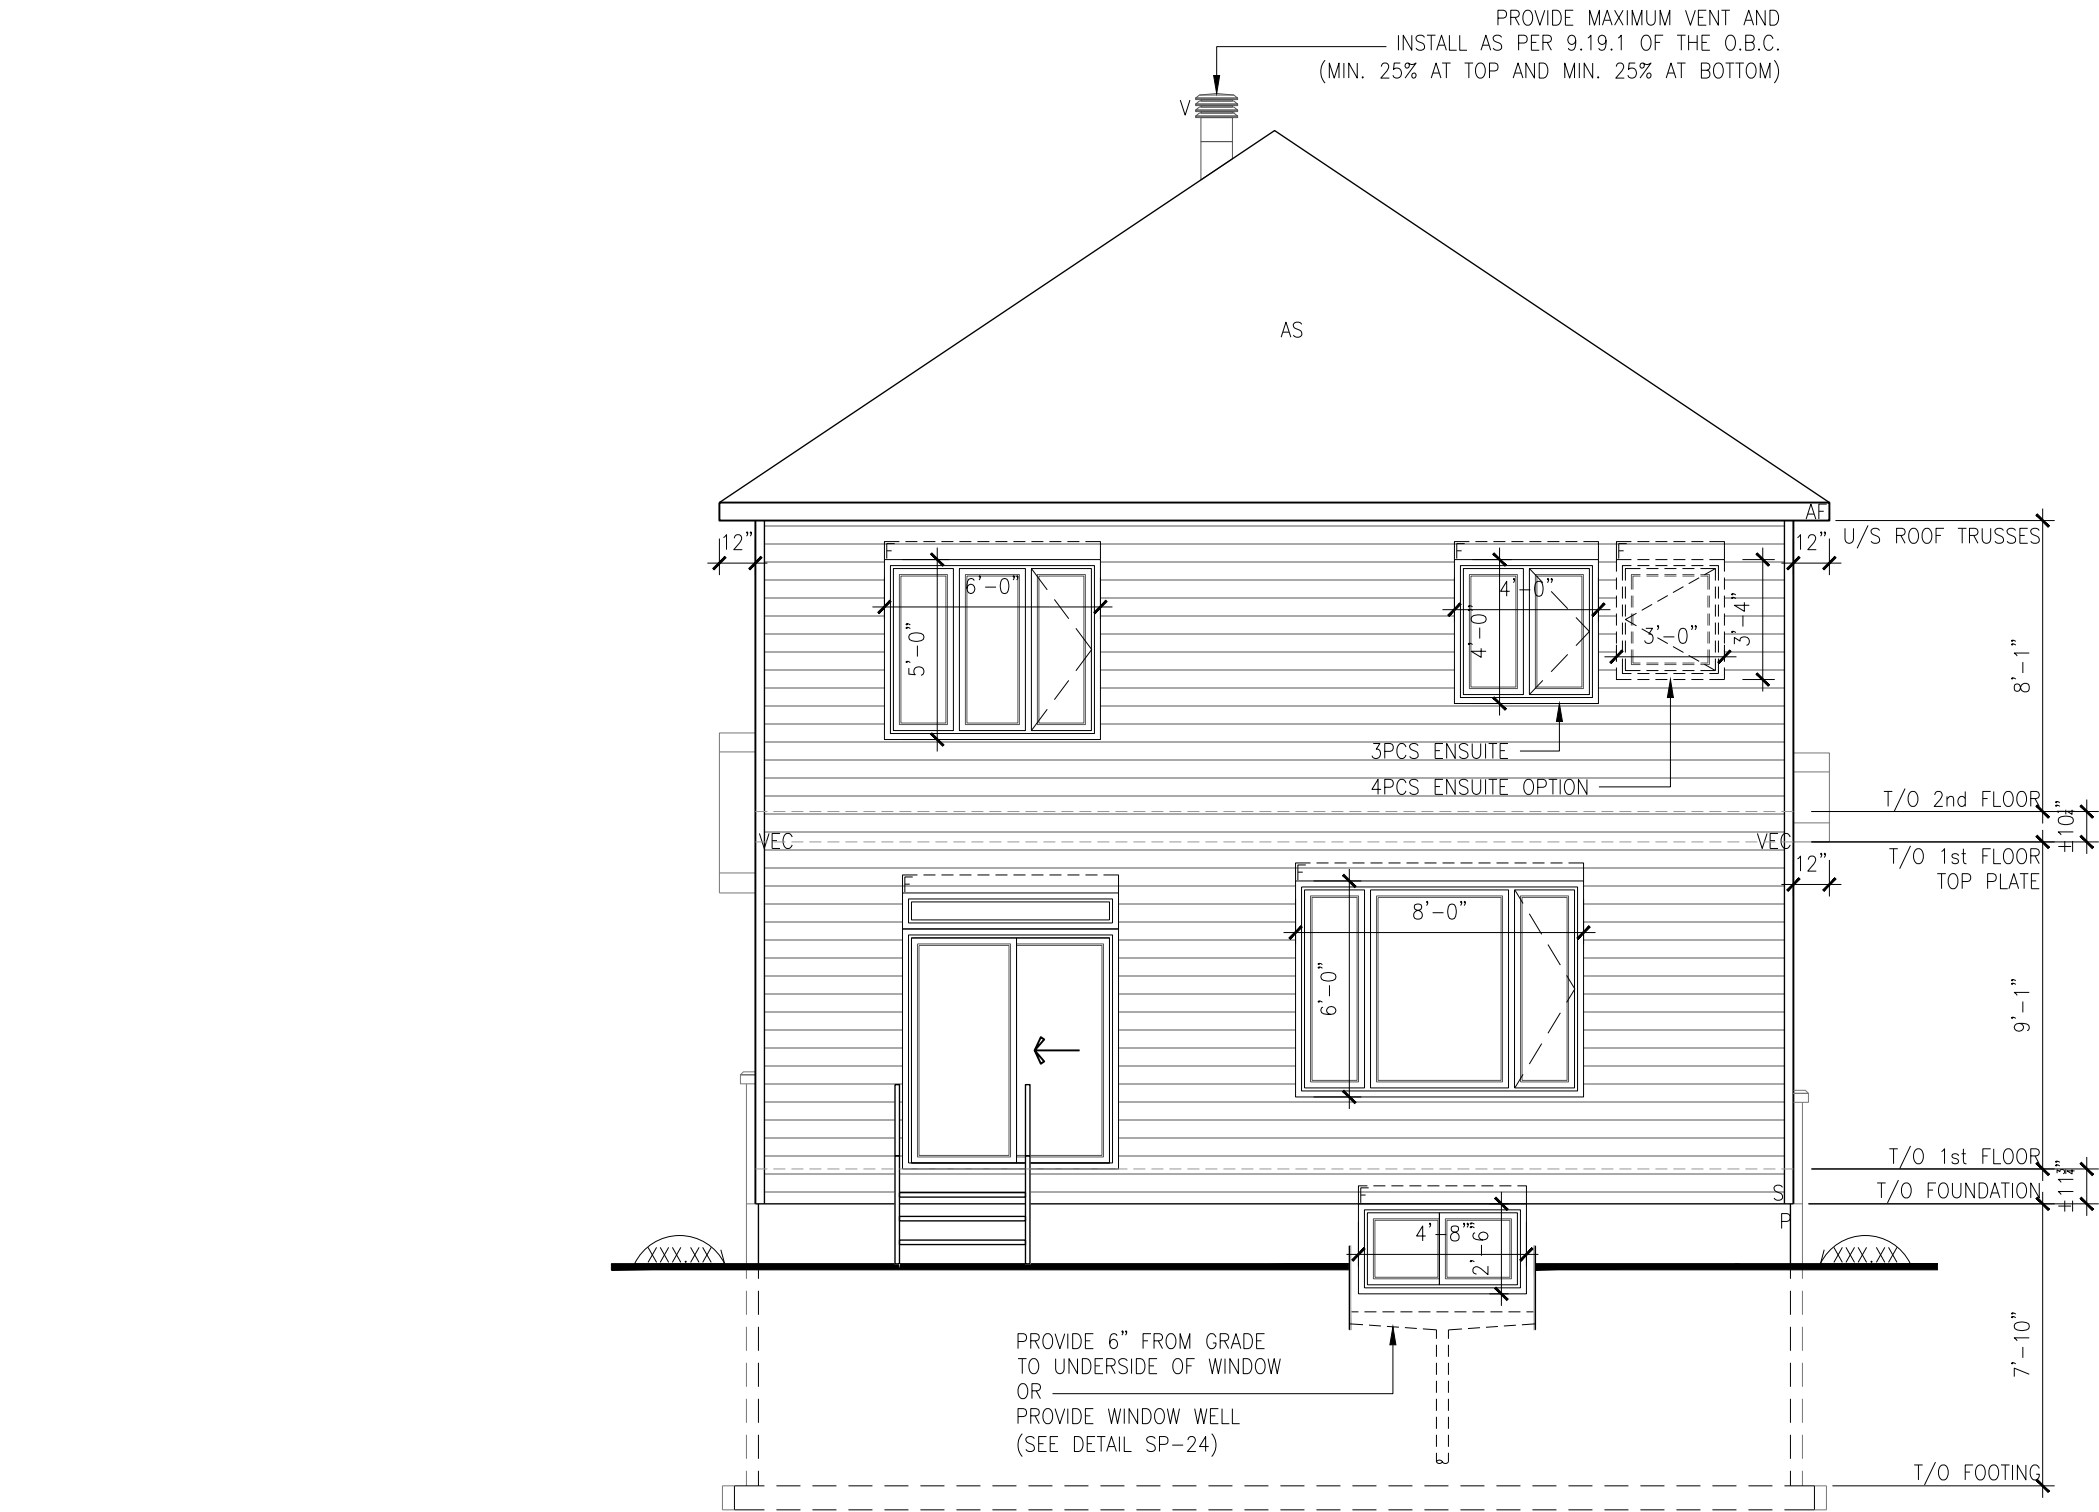 PROVIDE MAXIMUM VENT AND
INSTALL AS PER 9.19.1 OF THE O.B.C.
(MIN. 25% AT TOP AND MIN. 25% AT BOTTOM)
V
AS
AF
U/S ROOF TRUSSES
12"
12"
F
F
F
6'-0"
5'-0"
4'-0"
4'-0"
3'-0"
3'-4"
8'-1"
3PCS ENSUITE
4PCS ENSUITE OPTION
T/O 2nd FLOOR
VEC
VEC
T/O 1st FLOOR
TOP PLATE
12"
F
F
8'-0"
6'-0"
9'-1"
T/O 1st FLOOR
T/O FOUNDATION
S
P
F
4'-8"
2'-6"
XXX.XX
XXX.XX
PROVIDE 6" FROM GRADE
TO UNDERSIDE OF WINDOW
OR
PROVIDE WINDOW WELL
(SEE DETAIL SP-24)
7'-10"
T/O FOOTING